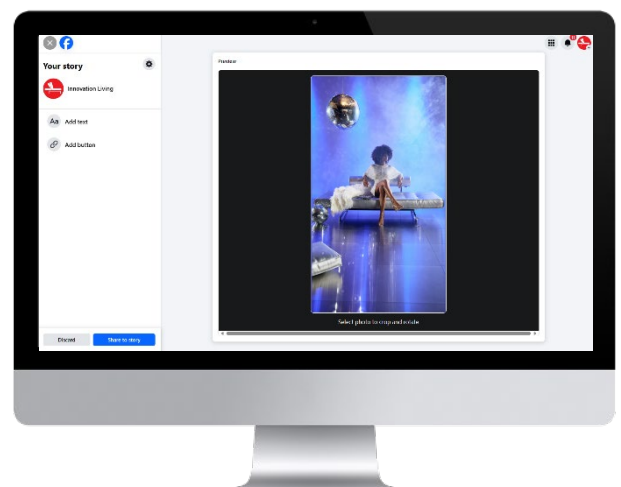 Your story
Innovation Living
Aa Add text
Add button
Discard
Share to story
Preview
Select photo to crop and rotate